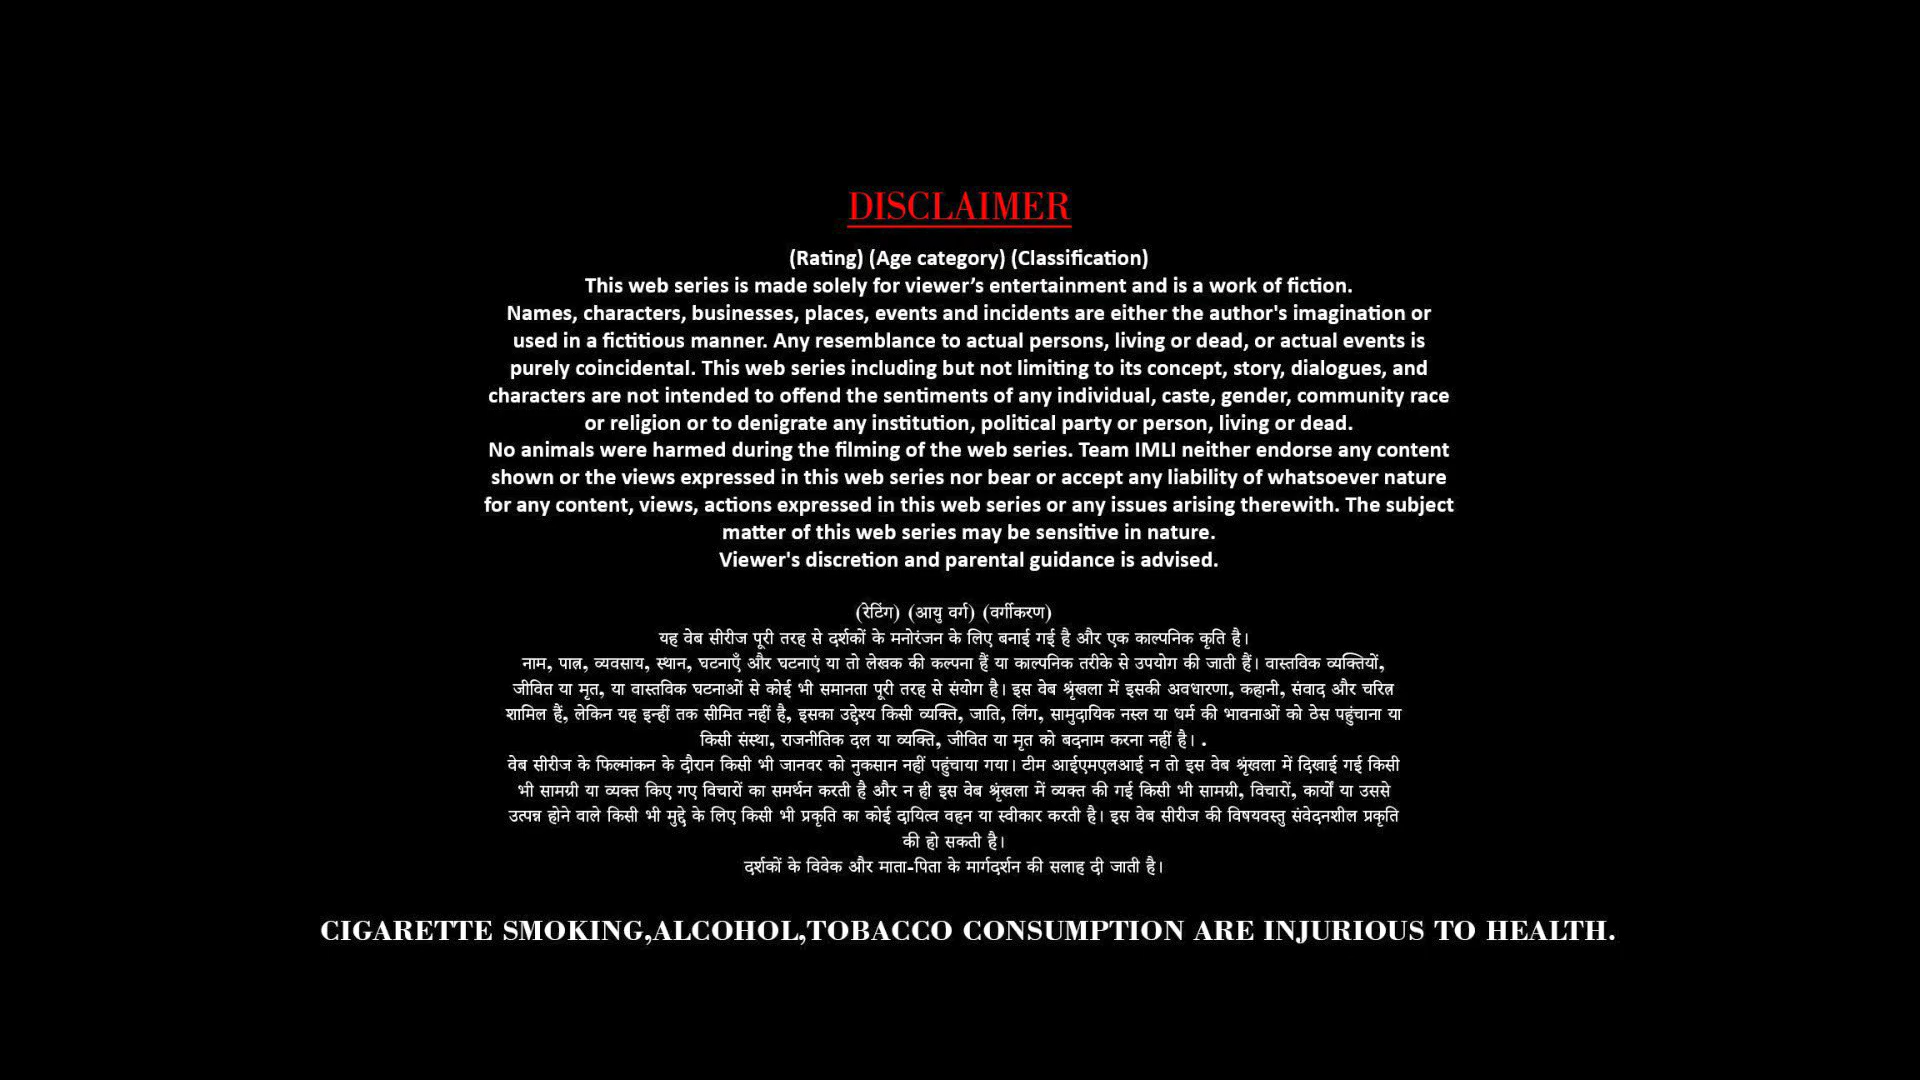 DISCLAIMER
(Rating) (Age category) (Classification)
This web series is made solely for viewer’s entertainment and is a work of fiction.
Names, characters, businesses, places, events and incidents are either the author's imagination or
used in a fictitious manner. Any resemblance to actual persons, living or dead, or actual events is
purely coincidental. This web series including but not limiting to its concept, story, dialogues, and
characters are not intended to offend the sentiments of any individual, caste, gender, community race
or religion or to denigrate any institution, political party or person, living or dead.
No animals were harmed during the filming of the web series. Team IMLI neither endorse any content
shown or the views expressed in this web series nor bear or accept any liability of whatsoever nature
for any content, views, actions expressed in this web series or any issues arising therewith. The subject
matter of this web series may be sensitive in nature.
Viewer's discretion and parental guidance is advised.
(रेटिंग) (आयु वर्ग) (वर्गीकरण)
यह वेब सीरीज पूरी तरह से दर्शकों के मनोरंजन के लिए बनाई गई है और एक काल्पनिक कृति है।
नाम, पात्र, व्यवसाय, स्थान, घटनाएँ और घटनाएं या तो लेखक की कल्पना हैं या काल्पनिक तरीके से उपयोग की जाती हैं। वास्तविक व्यक्तियों,
जीवित या मृत, या वास्तविक घटनाओं से कोई भी समानता पूरी तरह से संयोग है। इस वेब श्रृंखला में इसकी अवधारणा, कहानी, संवाद और चरित्र
शामिल हैं, लेकिन यह इन्हीं तक सीमित नहीं है, इसका उद्देश्य किसी व्यक्ति, जाति, लिंग, सामुदायिक नस्ल या धर्म की भावनाओं को ठेस पहुंचाना या
किसी संस्था, राजनीतिक दल या व्यक्ति, जीवित या मृत को बदनाम करना नहीं है। .
वेब सीरीज के फिल्मांकन के दौरान किसी भी जानवर को नुकसान नहीं पहुंचाया गया। टीम आईएमएलआई न तो इस वेब श्रृंखला में दिखाई गई किसी
भी सामग्री या व्यक्त किए गए विचारों का समर्थन करती है और न ही इस वेब श्रृंखला में व्यक्त की गई किसी भी सामग्री, विचारों, कार्यों या उससे
उत्पन्न होने वाले किसी भी मुद्दे के लिए किसी भी प्रकृति का कोई दायित्व वहन या स्वीकार करती है। इस वेब सीरीज की विषयवस्तु संवेदनशील प्रकृति
की हो सकती है।
दर्शकों के विवेक और माता-पिता के मार्गदर्शन की सलाह दी जाती है।
CIGARETTE SMOKING,ALCOHOL,TOBACCO CONSUMPTION ARE INJURIOUS TO HEALTH.